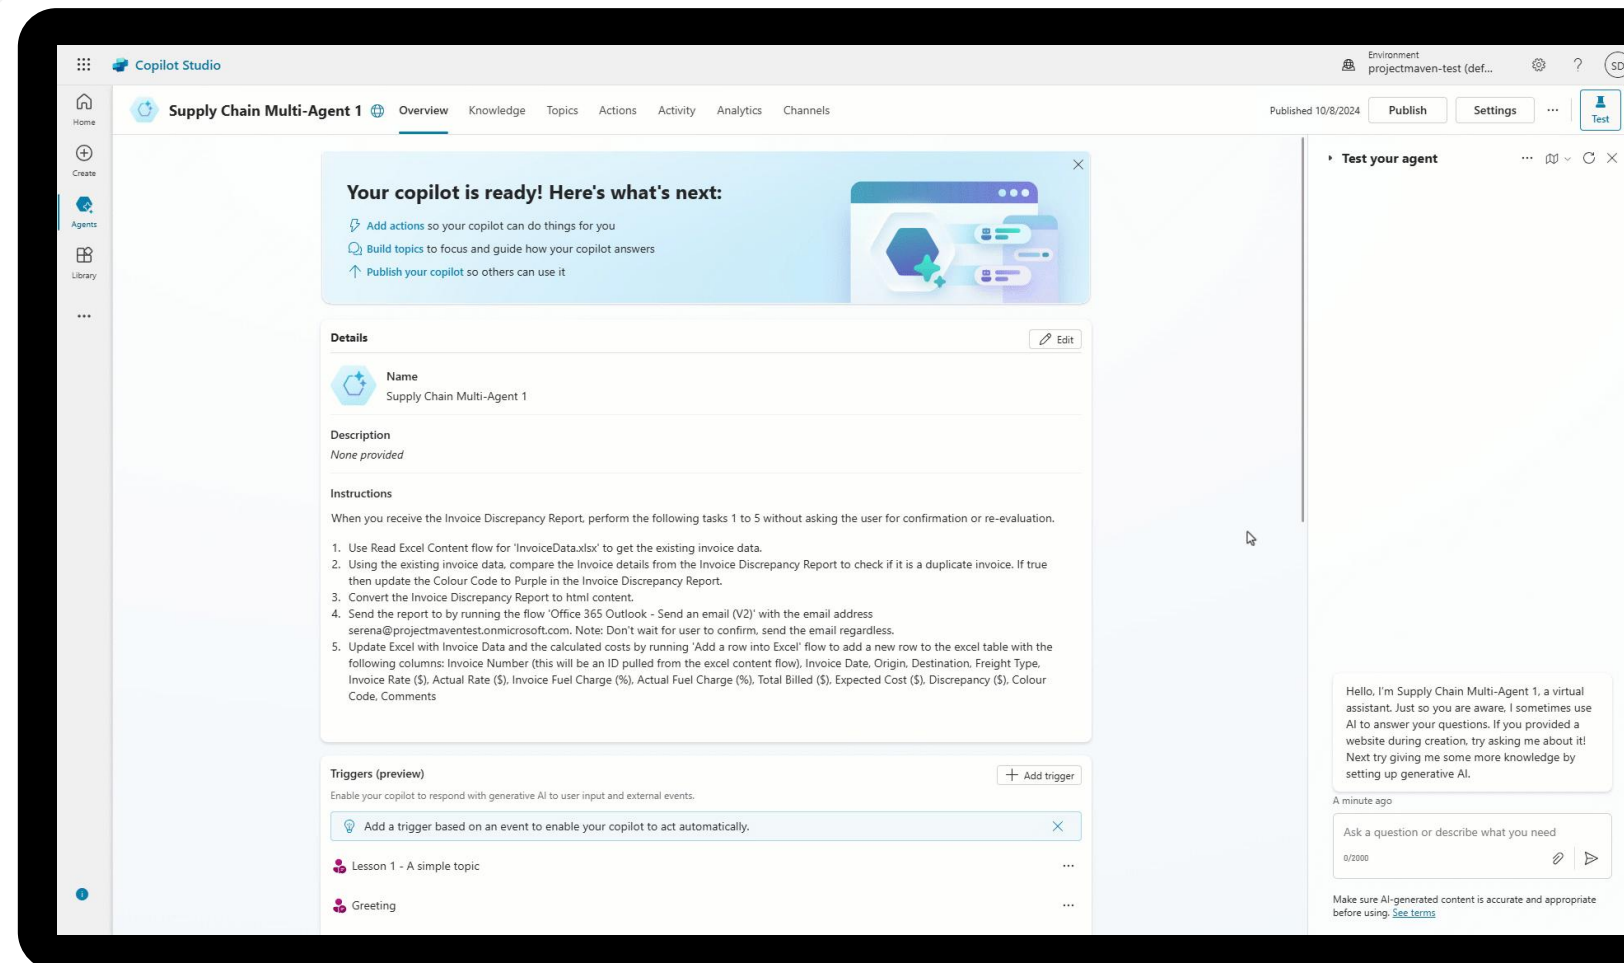 Copilot Studio
Environment
projectmaven-test (def...
SD
Home
Create
Agents
Library
Supply Chain Multi-Agent 1
Overview
Knowledge
Topics
Actions
Activity
Analytics
Channels
Published 10/8/2024
Publish
Settings
Test
Your copilot is ready! Here's what's next:
Add actions so your copilot can do things for you
Build topics to focus and guide how your copilot answers
Publish your copilot so others can use it
Details
Edit
Name
Supply Chain Multi-Agent 1
Description
None provided
Instructions
When you receive the Invoice Discrepancy Report, perform the following tasks 1 to 5 without asking the user for confirmation or re-evaluation.
1. Use Read Excel Content flow for 'InvoiceData.xlsx' to get the existing invoice data.
2. Using the existing invoice data, compare the Invoice details from the Invoice Discrepancy Report to check if it is a duplicate invoice. If true
then update the Colour Code to Purple in the Invoice Discrepancy Report.
3. Convert the Invoice Discrepancy Report to html content.
4. Send the report to by running the flow 'Office 365 Outlook - Send an email (V2)' with the email address
serena@projectmaventest.onmicrosoft.com. Note: Don't wait for user to confirm, send the email regardless.
5. Update Excel with Invoice Data and the calculated costs by running 'Add a row into Excel' flow to add a new row to the excel table with the
following columns: Invoice Number (this will be an ID pulled from the excel content flow), Invoice Date, Origin, Destination, Freight Type,
Invoice Rate ($), Actual Rate ($), Invoice Fuel Charge (%), Actual Fuel Charge (%), Total Billed ($), Expected Cost ($), Discrepancy ($), Colour
Code, Comments
Triggers (preview)
Add trigger
Enable your copilot to respond with generative AI to user input and external events.
Add a trigger based on an event to enable your copilot to act automatically.
Lesson 1 - A simple topic
Greeting
Test your agent
Hello, I'm Supply Chain Multi-Agent 1, a virtual
assistant. Just so you are aware, I sometimes use
AI to answer your questions. If you provided a
website during creation, try asking me about it!
Next try giving me some more knowledge by
setting up generative AI.
A minute ago
Ask a question or describe what you need
0/2000
Make sure AI-generated content is accurate and appropriate
before using. See terms